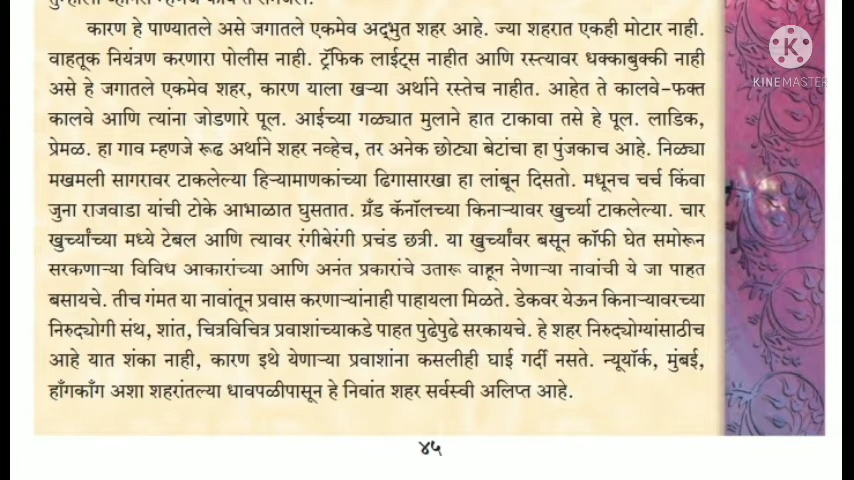 कारण हे पाण्यातले असे जगातले एकमेव अद्भुत शहर आहे. ज्या शहरात एकही मोटार नाही.
वाहतूक नियंत्रण करणारा पोलीस नाही. ट्रॅफिक लाईट्स नाहीत आणि रस्त्यावर धक्काबुक्की नाही
असे हे जगातले एकमेव शहर, कारण याला खऱ्या अर्थाने रस्तेच नाहीत. आहेत ते कालवे-फक्त
कालवे आणि त्यांना जोडणारे पूल. आईच्या गळ्यात मुलाने हात टाकावा तसे हे पूल. लाडिक,
प्रेमळ. हा गाव म्हणजे रूढ अर्थाने शहर नव्हेच, तर अनेक छोट्या बेटांचा हा पुंजकाच आहे. निळ्या
मखमली सागरावर टाकलेल्या हिऱ्यामाणकांच्या ढिगासारखा हा लांबून दिसतो. मधूनच चर्च किंवा
जुना राजवाडा यांची टोके आभाळात घुसतात. ग्रँड कॅनॉलच्या किनाऱ्यावर खुर्च्या टाकलेल्या. चार
खुर्च्यांच्या मध्ये टेबल आणि त्यावर रंगीबेरंगी प्रचंड छत्री. या खुर्च्यांवर बसून कॉफी घेत समोरून
सरकणाऱ्या विविध आकारांच्या आणि अनंत प्रकारांचे उतारू वाहून नेणाऱ्या नावांची ये जा पाहत
बसायचे. तीच गंमत या नावांतून प्रवास करणाऱ्यांनाही पाहायला मिळते. डेकवर येऊन किनाऱ्यावरच्या
निरुद्योगी संथ, शांत, चित्रविचित्र प्रवाशांच्याकडे पाहत पुढेपुढे सरकायचे. हे शहर निरुद्योग्यांसाठीच
आहे यात शंका नाही, कारण इथे येणाऱ्या प्रवाशांना कसलीही घाई गर्दी नसते. न्यूयॉर्क, मुंबई,
हाँगकाँग अशा शहरांतल्या धावपळीपासून हे निवांत शहर सर्वस्वी अलिप्त आहे.
४५
KINEMASTER